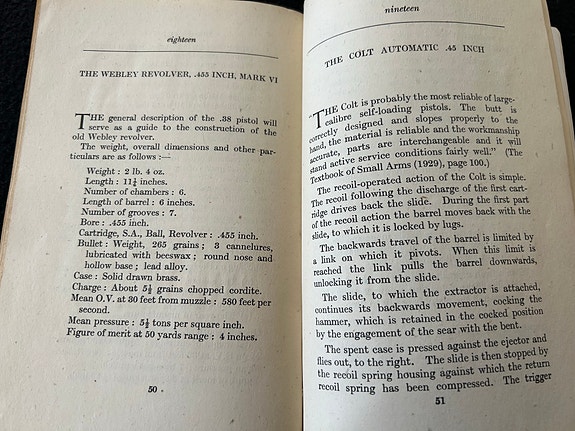 eighteen
THE WEBLEY REVOLVER, .455 INCH, MARK VI
THE general description of the .38 pistol will
serve as a guide to the construction of the
old Webley revolver.
The weight, overall dimensions and other par-
ticulars are as follows :—
Weight : 2 lb. 4 oz.
Length : 11¼ inches.
Number of chambers : 6.
Length of barrel : 6 inches.
Number of grooves : 7.
Bore : .455 inch.
Cartridge, S.A., Ball, Revolver : .455 inch.
Bullet : Weight, 265 grains ; 3 cannelures,
lubricated with beeswax ; round nose and
hollow base ; lead alloy.
Case : Solid drawn brass.
Charge : About 5½ grains chopped cordite.
Mean O.V. at 80 feet from muzzle : 580 feet per
second.
Mean pressure : 5½ tons per square inch.
Figure of merit at 50 yards range : 4 inches.
50
nineteen
THE COLT AUTOMATIC .45 INCH
"THE Colt is probably the most reliable of large-
calibre self-loading pistols. The butt is
correctly designed and slopes properly to the
hand, the material is reliable and the workmanship
accurate, parts are interchangeable and it will
stand active service conditions fairly well." (The
Textbook of Small Arms (1929), page 100.)
The recoil-operated action of the Colt is simple.
The recoil following the discharge of the first cart-
ridge drives back the slide. During the first part
of the recoil action the barrel moves back with the
slide, to which it is locked by lugs.
The backwards travel of the barrel is limited by
a link on which it pivots. When this limit is
reached the link pulls the barrel downwards,
unlocking it from the slide.
The slide, to which the extractor is attached,
continues its backwards movement, cocking the
hammer, which is retained in the cocked position
by the engagement of the sear with the bent.
The spent case is pressed against the ejector and
flies out, to the right. The slide is then stopped by
the recoil spring housing against which the return
recoil spring has been compressed. The trigger
51